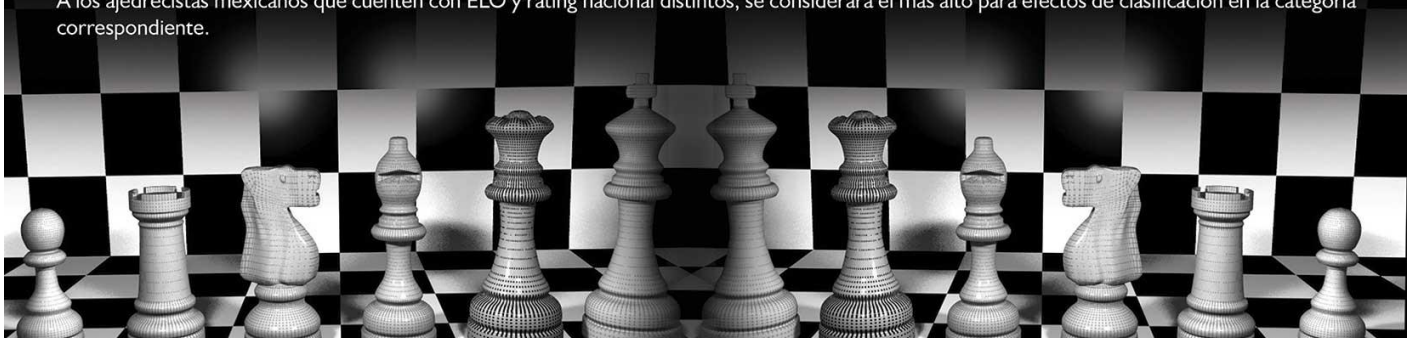 A los ajedrecistas mexicanos que cuenten con ELO y rating nacional distintos, se considerará el más alto para efectos de clasificación en la categoría
correspondiente.